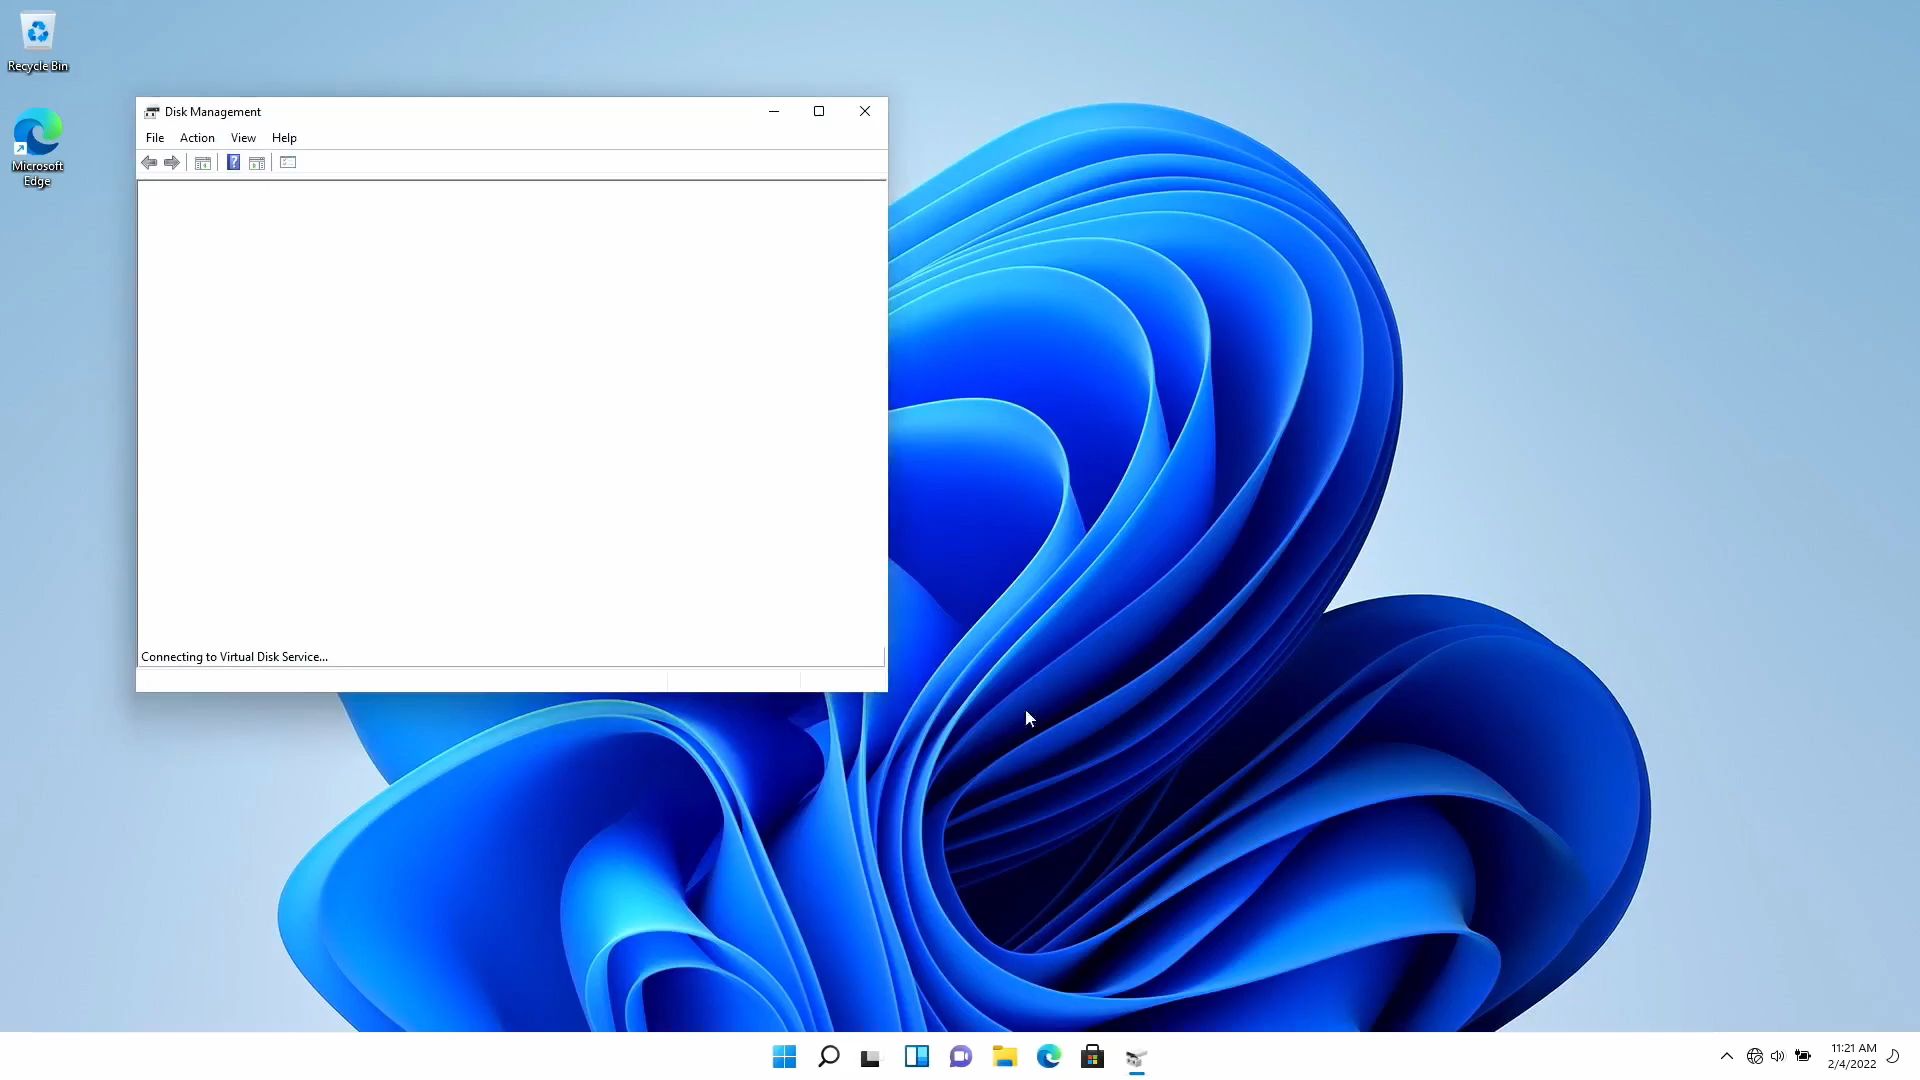 Recycle Bin
Microsoft
Edge
Disk Management
File Action View Help
?
Connecting to Virtual Disk Service...
11:21 AM
2/4/2022